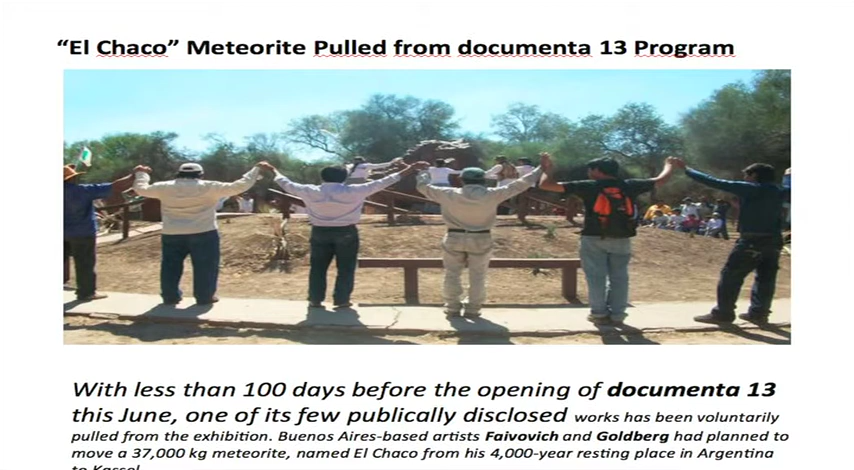 “El Chaco” Meteorite Pulled from documenta 13 Program
With less than 100 days before the opening of documenta 13
this June, one of its few publically disclosed works has been voluntarily
pulled from the exhibition. Buenos Aires-based artists Faivovich and Goldberg had planned to
move a 37,000 kg meteorite, named El Chaco from his 4,000-year resting place in Argentina
to Kassel